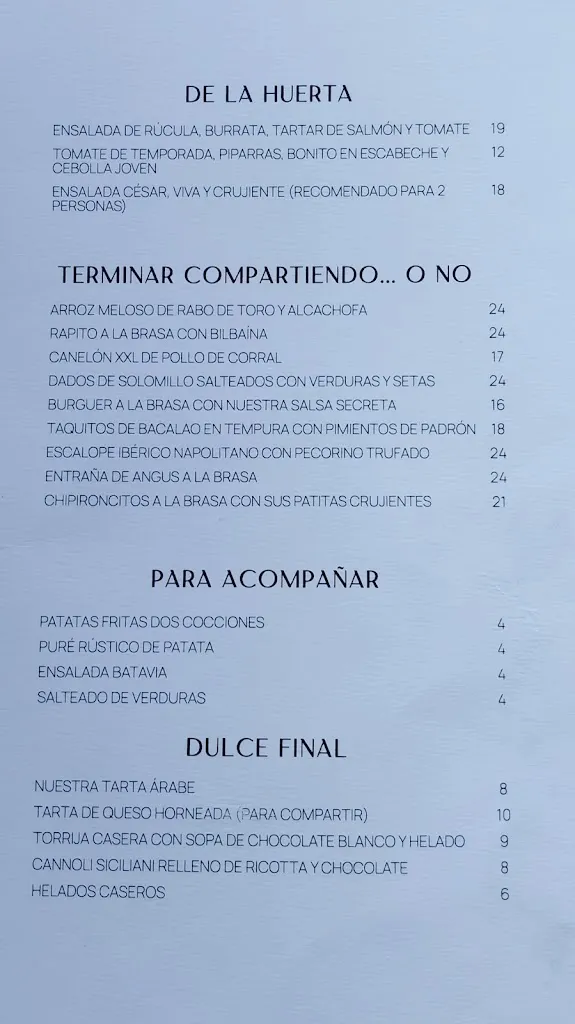 DE LA HUERTA
ENSALADA DE RÚCULA, BURRATA, TARTAR DE SALMÓN Y TOMATE 19
TOMATE DE TEMPORADA, PIPARRAS, BONITO EN ESCABECHE Y 12
CEBOLLA JOVEN
ENSALADA CÉSAR, VIVA Y CRUJIENTE (RECOMENDADO PARA 2 18
PERSONAS)
TERMINAR COMPARTIENDO... O NO
ARROZ MELOSO DE RABO DE TORO Y ALCACHOFA 24
RAPITO A LA BRASA CON BILBAÍNA 24
CANELÓN XXL DE POLLO DE CORRAL 17
DADOS DE SOLOMILLO SALTEADOS CON VERDURAS Y SETAS 24
BURGUER A LA BRASA CON NUESTRA SALSA SECRETA 16
TAQUITOS DE BACALAO EN TEMPURA CON PIMIENTOS DE PADRÓN 18
ESCALOPE IBÉRICO NAPOLITANO CON PECORINO TRUFADO 24
ENTRAÑA DE ANGUS A LA BRASA 24
CHIPIRONCITOS A LA BRASA CON SUS PATITAS CRUJIENTES 21
PARA ACOMPAÑAR
PATATAS FRITAS DOS COCCIONES 4
PURÉ RÚSTICO DE PATATA 4
ENSALADA BATAVIA 4
SALTEADO DE VERDURAS 4
DULCE FINAL
NUESTRA TARTA ÁRABE 8
TARTA DE QUESO HORNEADA (PARA COMPARTIR) 10
TORRIJA CASERA CON SOPA DE CHOCOLATE BLANCO Y HELADO 9
CANNOLI SICILIANI RELLENO DE RICOTTA Y CHOCOLATE 8
HELADOS CASEROS 6